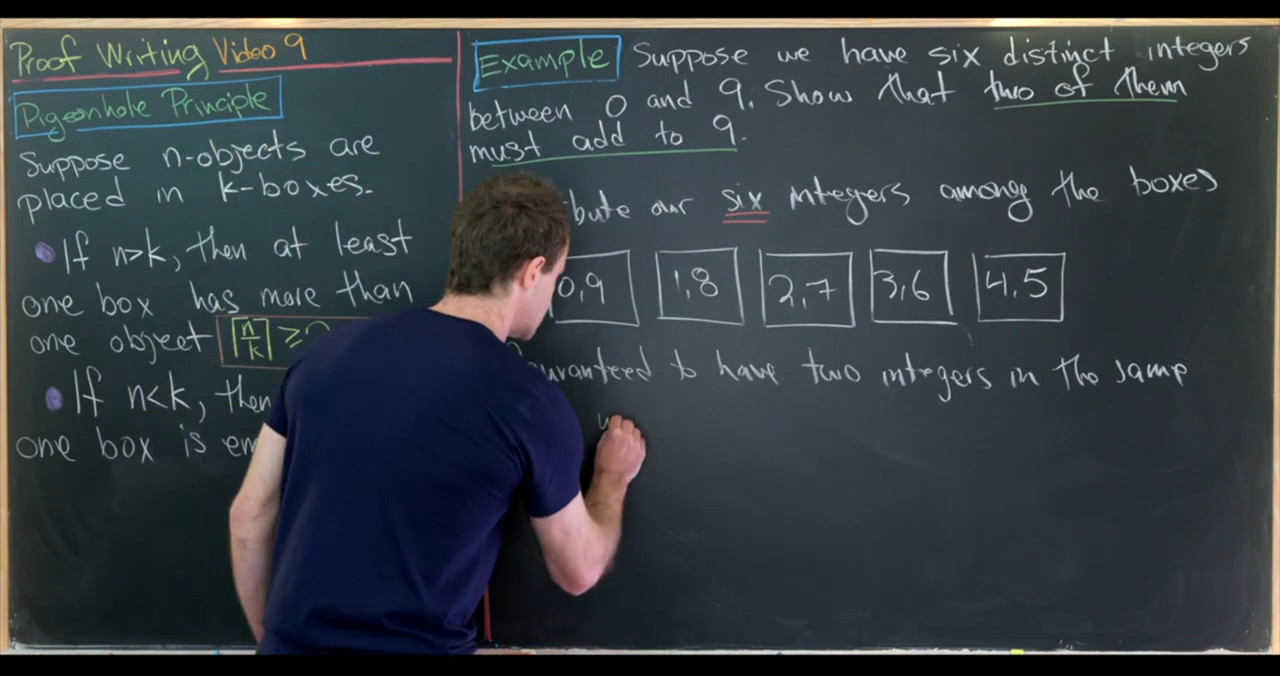 Proof Writing Video 9
Pigeonhole Principle
Suppose n-objects are
placed in k-boxes.
• If n>k, then at least
one box has more than
one object ⌈n/k⌉ ≥
• If n<k, then
one box is
Example Suppose we have six distinct integers
between 0 and 9. Show that two of them
must add to 9.
our six integers among the boxes
0,9 1,8 2,7 3,6 4,5
to have two integers in the same